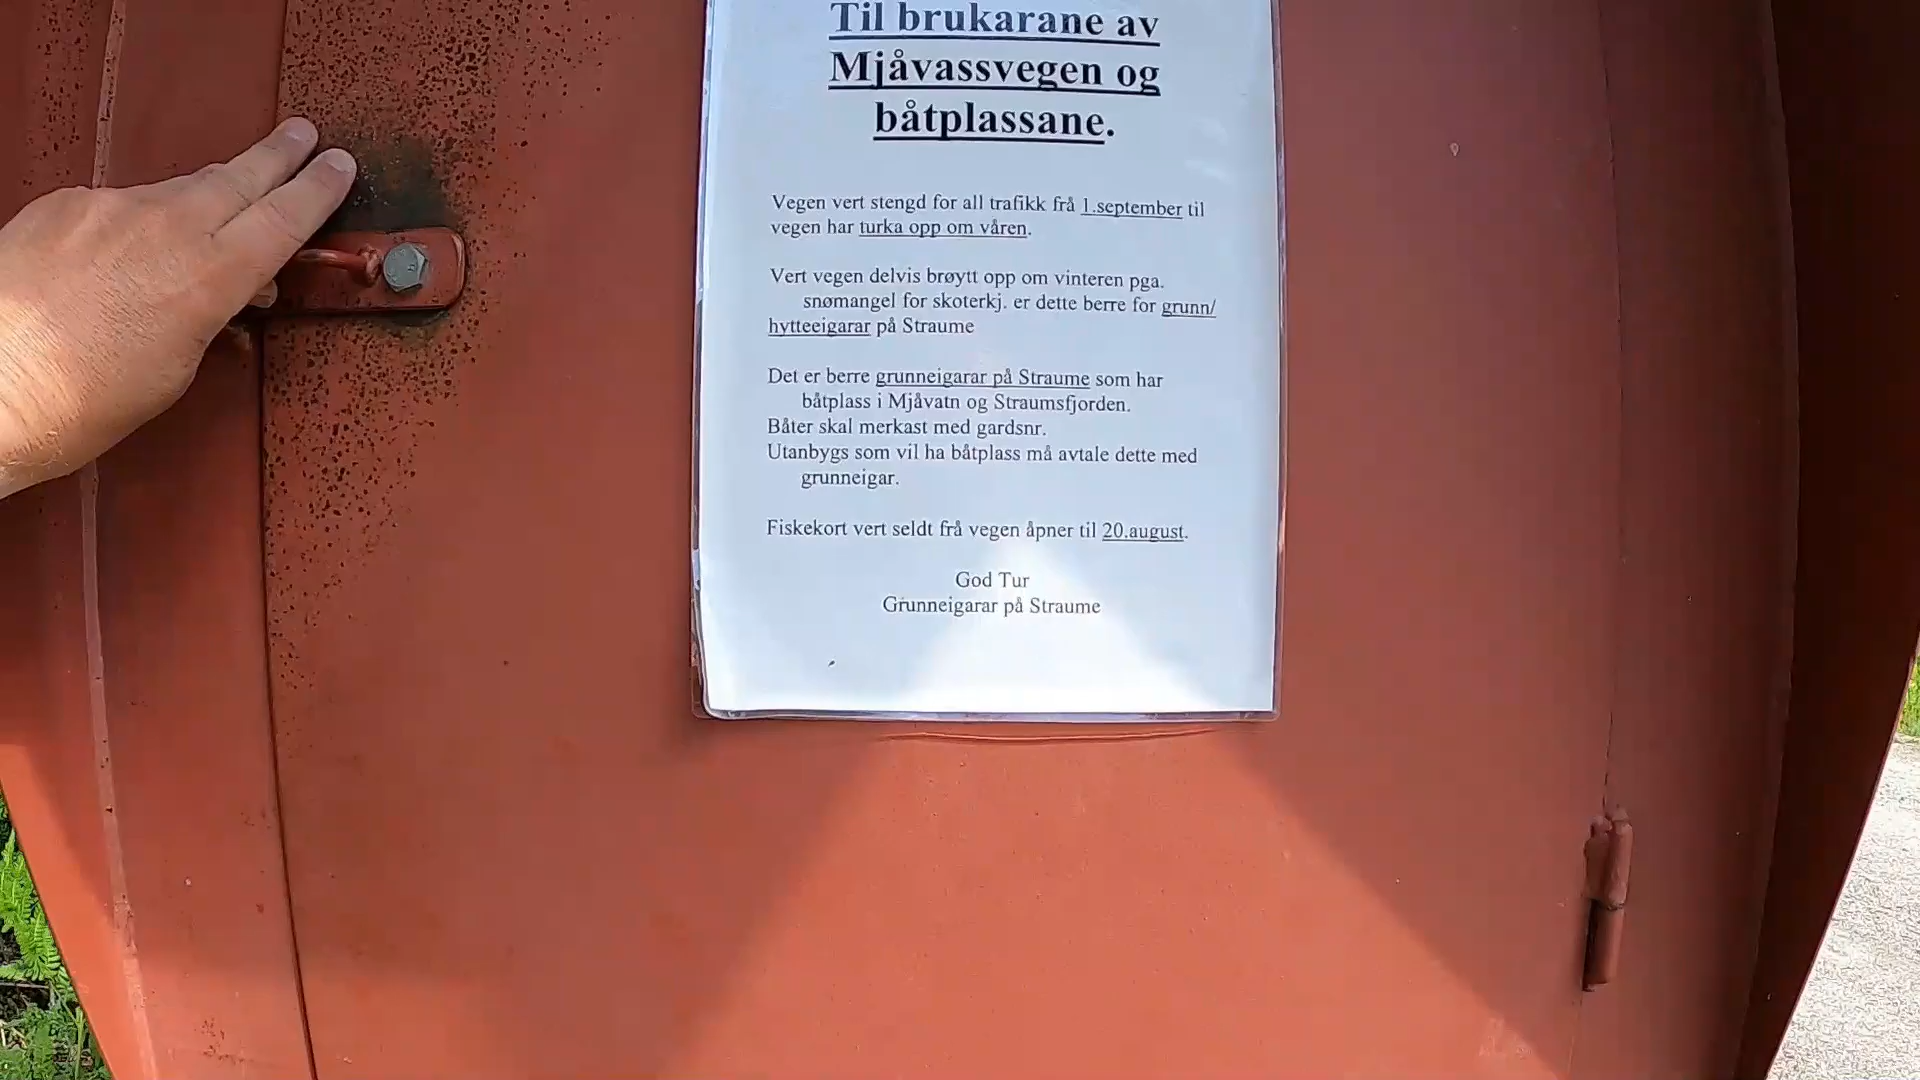 Til brukarane av
Mjåvassvegen og
båtplassane.
Vegen vert stengd for all trafikk frå 1.september til
vegen har turka opp om våren.
Vert vegen delvis brøytt opp om vinteren pga.
snømangel for skoterkj. er dette berre for grunn/
hytteeigarar på Straume
Det er berre grunneigarar på Straume som har
båtplass i Mjåvatn og Straumsfjorden.
Båter skal merkast med gardsnr.
Utanbygs som vil ha båtplass må avtale dette med
grunneigar.
Fiskekort vert seldt frå vegen åpner til 20.august.
God Tur
Grunneigarar på Straume